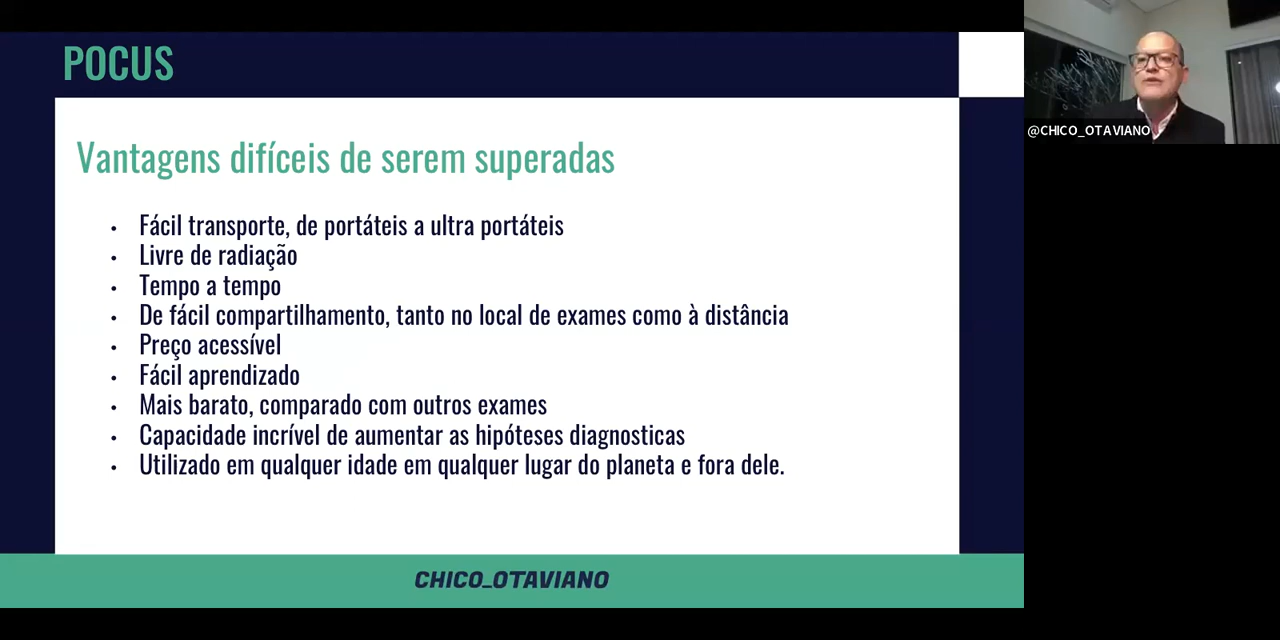 POCUS
@CHICO_OTAVIANO
Vantagens difíceis de serem superadas
• Fácil transporte, de portáteis a ultra portáteis
• Livre de radiação
• Tempo a tempo
• De fácil compartilhamento, tanto no local de exames como à distância
• Preço acessível
• Fácil aprendizado
• Mais barato, comparado com outros exames
• Capacidade incrível de aumentar as hipóteses diagnosticas
• Utilizado em qualquer idade em qualquer lugar do planeta e fora dele.
CHICO_OTAVIANO